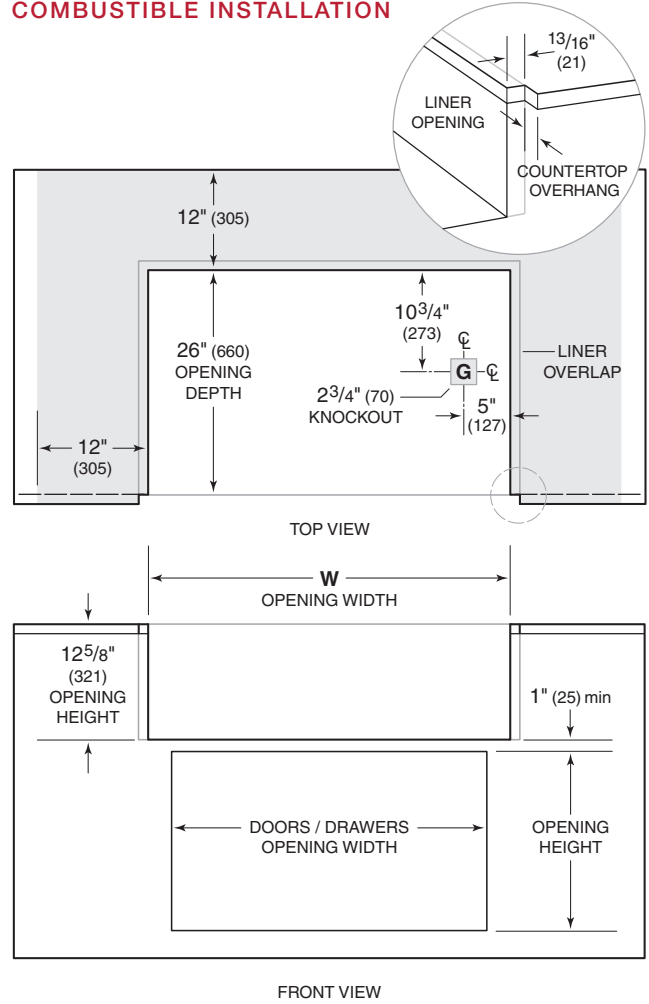 COMBUSTIBLE INSTALLATION
13/16"
(21)
LINER
OPENING
COUNTERTOP
OVERHANG
12" (305)
10 3/4"
(273)
26" (660)
OPENING
DEPTH
℄
G
℄
LINER
OVERLAP
2 3/4" (70)
KNOCKOUT
5"
(127)
12"
(305)
TOP VIEW
W
OPENING WIDTH
12 5/8"
(321)
OPENING
HEIGHT
1" (25) min
DOORS / DRAWERS
OPENING WIDTH
OPENING
HEIGHT
FRONT VIEW